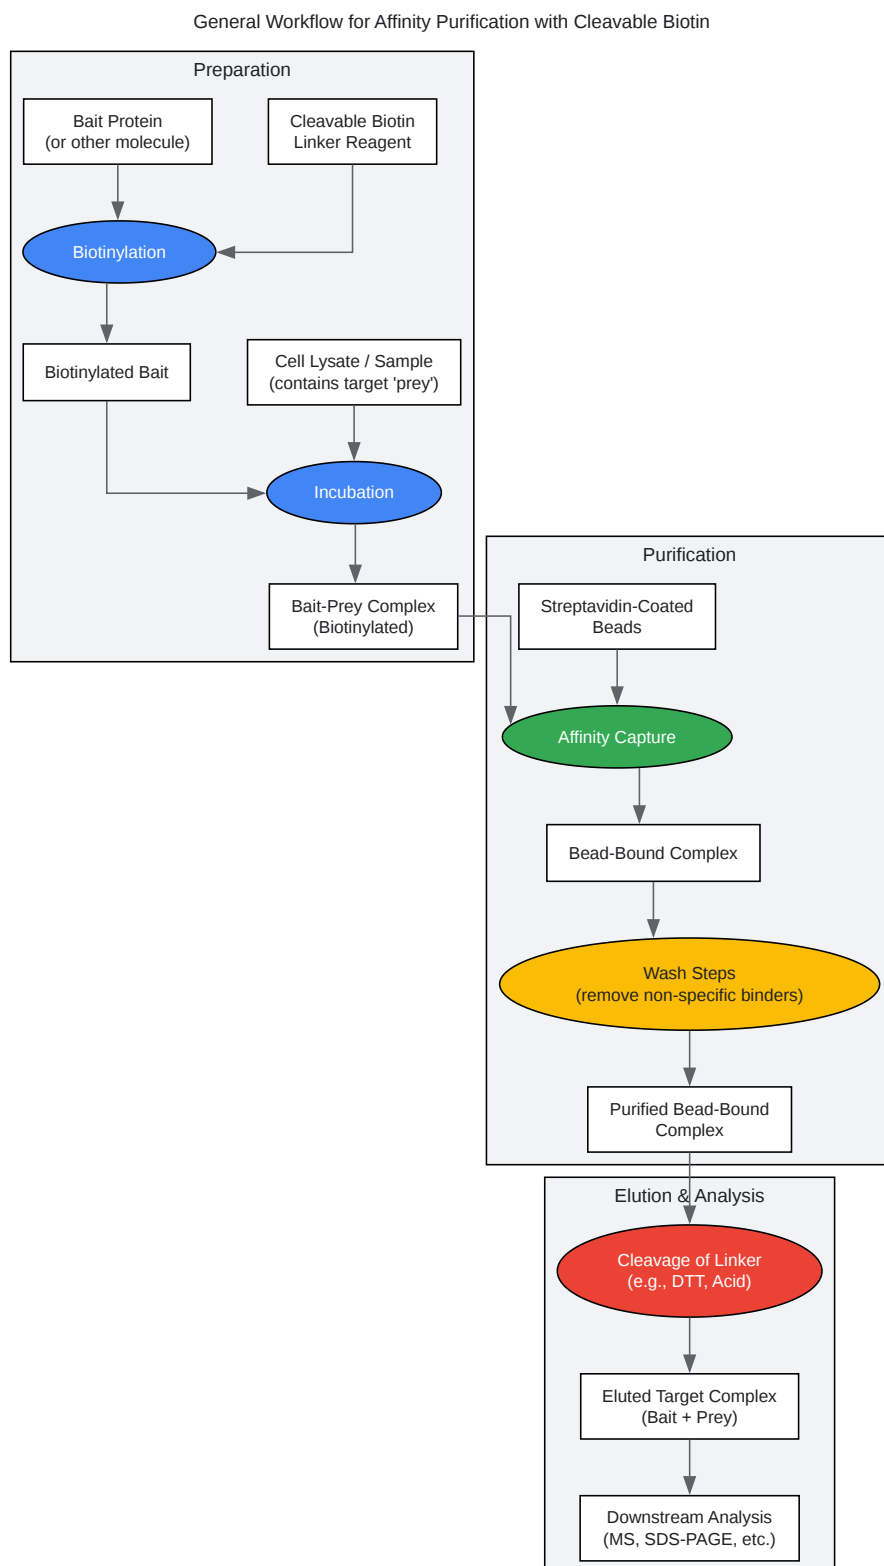 General Workflow for Affinity Purification with Cleavable Biotin
Preparation
Bait Protein
(or other molecule)
Cleavable Biotin
Linker Reagent
Biotinylation
Biotinylated Bait
Cell Lysate / Sample
(contains target 'prey')
Incubation
Bait-Prey Complex
(Biotinylated)
Purification
Streptavidin-Coated
Beads
Affinity Capture
Bead-Bound Complex
Wash Steps
(remove non-specific binders)
Purified Bead-Bound
Complex
Elution & Analysis
Cleavage of Linker
(e.g., DTT, Acid)
Eluted Target Complex
(Bait + Prey)
Downstream Analysis
(MS, SDS-PAGE, etc.)